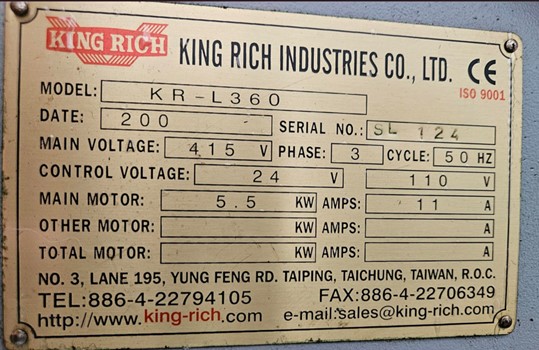 KING RICH
KING RICH INDUSTRIES CO., LTD. CE
ISO 9001
MODEL: KR-L360
DATE: 200 SERIAL NO.: SL 124
MAIN VOLTAGE: 415 V PHASE: 3 CYCLE: 50 HZ
CONTROL VOLTAGE: 24 V 110 V
MAIN MOTOR: 5.5 KW AMPS: 11 A
OTHER MOTOR: KW AMPS: A
TOTAL MOTOR: KW AMPS: A
NO. 3, LANE 195, YUNG FENG RD. TAIPING, TAICHUNG, TAIWAN, R.O.C.
TEL:886-4-22794105 FAX:886-4-22706349
http://www.king-rich.com e-mail:sales@king-rich.com